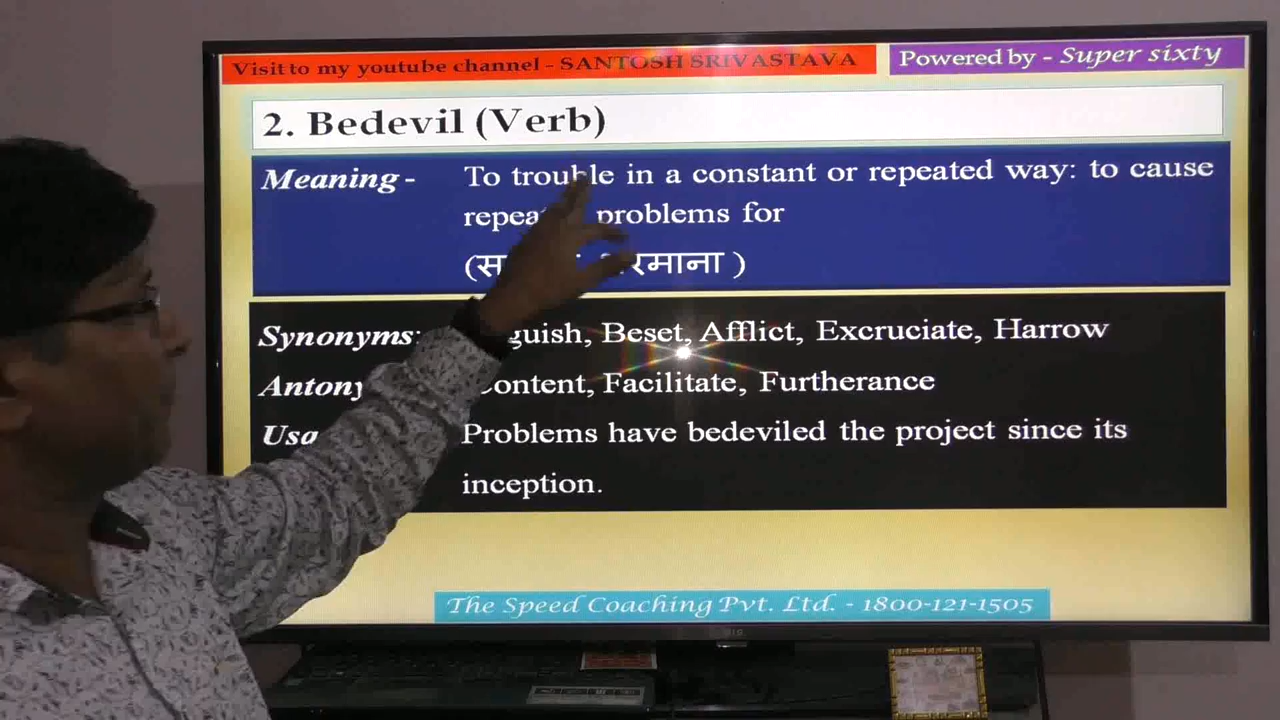 Visit to my youtube channel - SANTOSH SRIVASTAVA
Powered by - Super sixty
2. Bedevil (Verb)
Meaning - To trouble in a constant or repeated way: to cause
problems for
Synonyms: Beset, Afflict, Excruciate, Harrow
Content, Facilitate, Furtherance
Problems have bedeviled the project since its
inception.
The Speed Coaching Pvt. Ltd. - 1800-121-1505